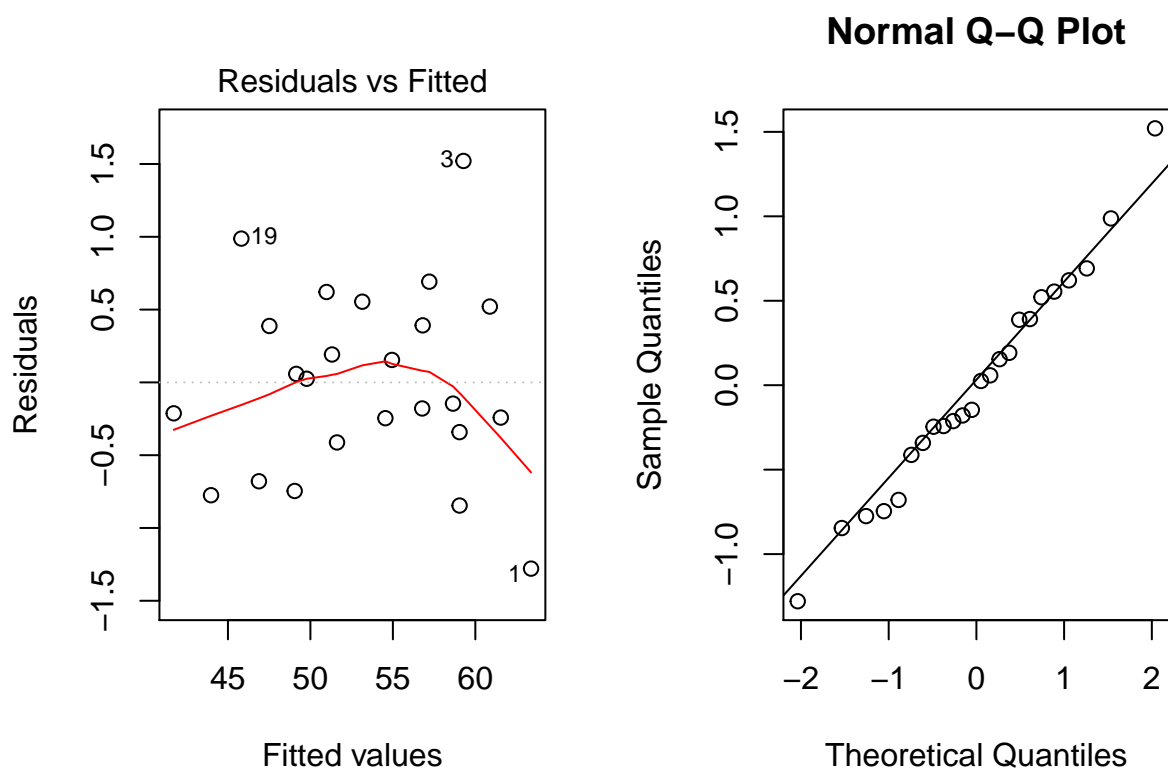 Normal Q−Q Plot
Residuals vs Fitted
Residuals
1.5
1.0
0.5
−0.5
−1.5
3
19
1
45 50 55 60
Fitted values
Sample Quantiles
1.5
1.0
0.5
0.0
−1.0
−2 −1 0 1 2
Theoretical Quantiles